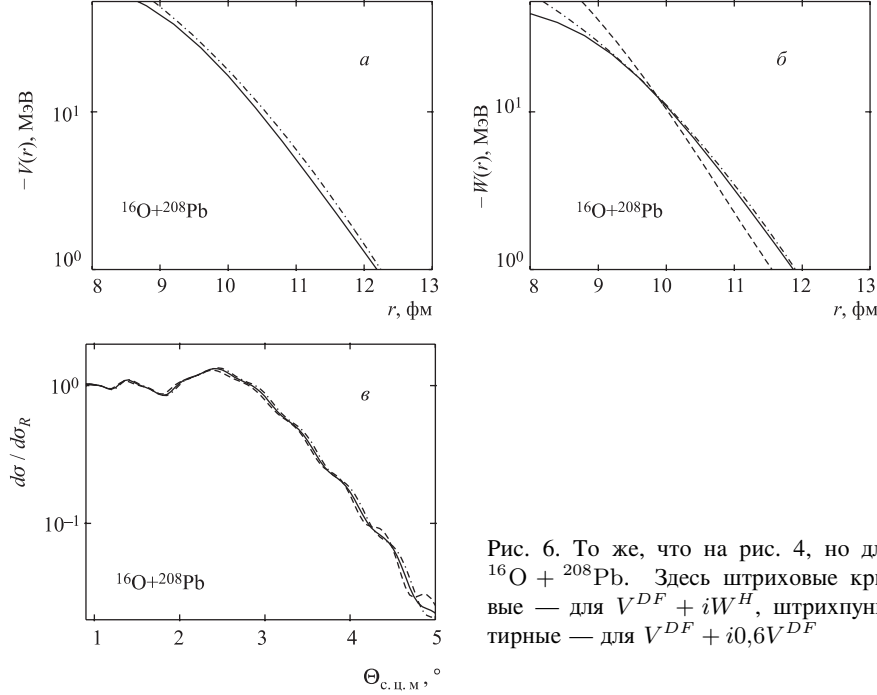 а
− V(r), МэВ
10¹
10⁰
¹⁶O+²⁰⁸Pb
8 9 10 11 12 13
r, фм
б
− W(r), МэВ
10¹
10⁰
¹⁶O+²⁰⁸Pb
8 9 10 11 12 13
r, фм
в
dσ / dσ_R
10⁰
10⁻¹
¹⁶O+²⁰⁸Pb
1 2 3 4 5
Θ с. ц. м , °
Рис. 6. То же, что на рис. 4, но дл
¹⁶O + ²⁰⁸Pb. Здесь штриховые кри
вые — для V^DF + iW^H, штрихпунк
тирные — для V^DF + i0,6V^DF